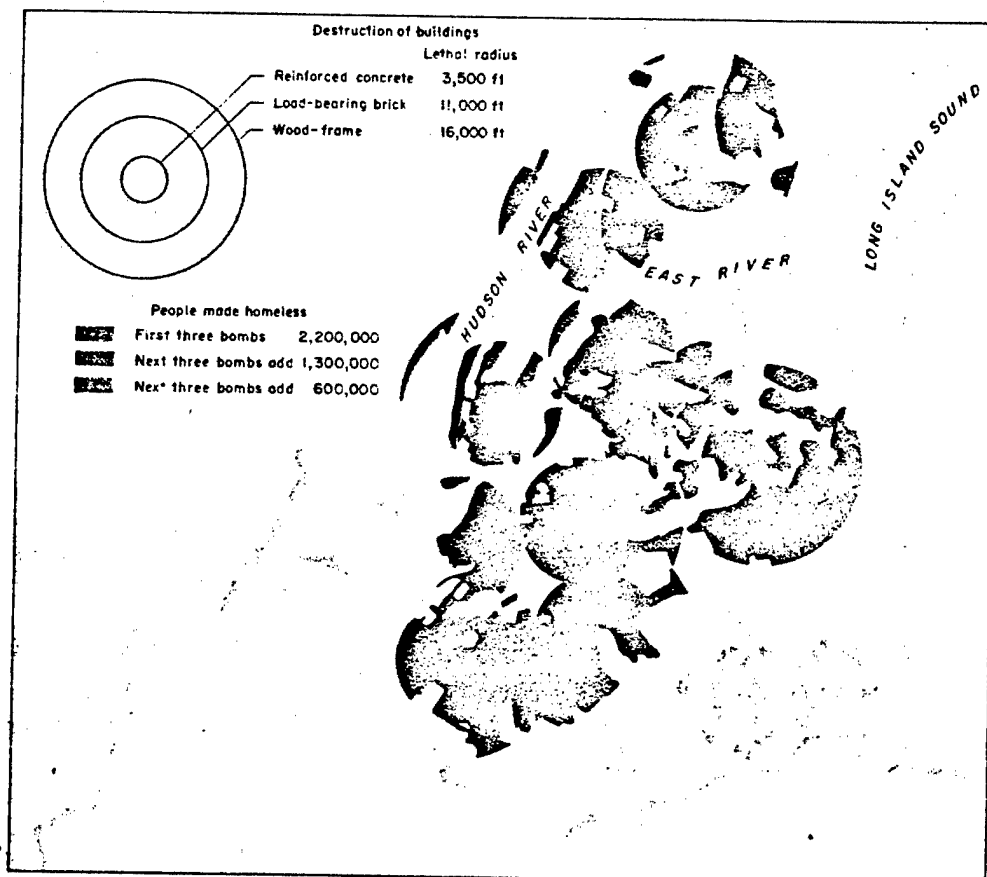 Destruction of buildings
Lethal radius
Reinforced concrete 3,500 ft
Load-bearing brick 11,000 ft
Wood-frame 16,000 ft
People made homeless
First three bombs 2,200,000
Next three bombs add 1,300,000
Next three bombs add 600,000
HUDSON RIVER
EAST RIVER
LONG ISLAND SOUND